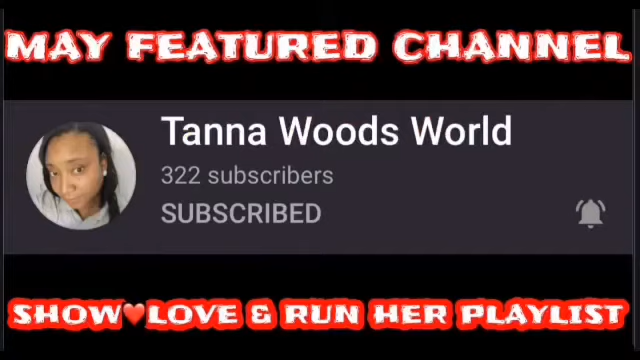 MAY FEATURED CHANNEL
Tanna Woods World
322 subscribers
SUBSCRIBED
SHOW❤️LOVE & RUN HER PLAYLIST